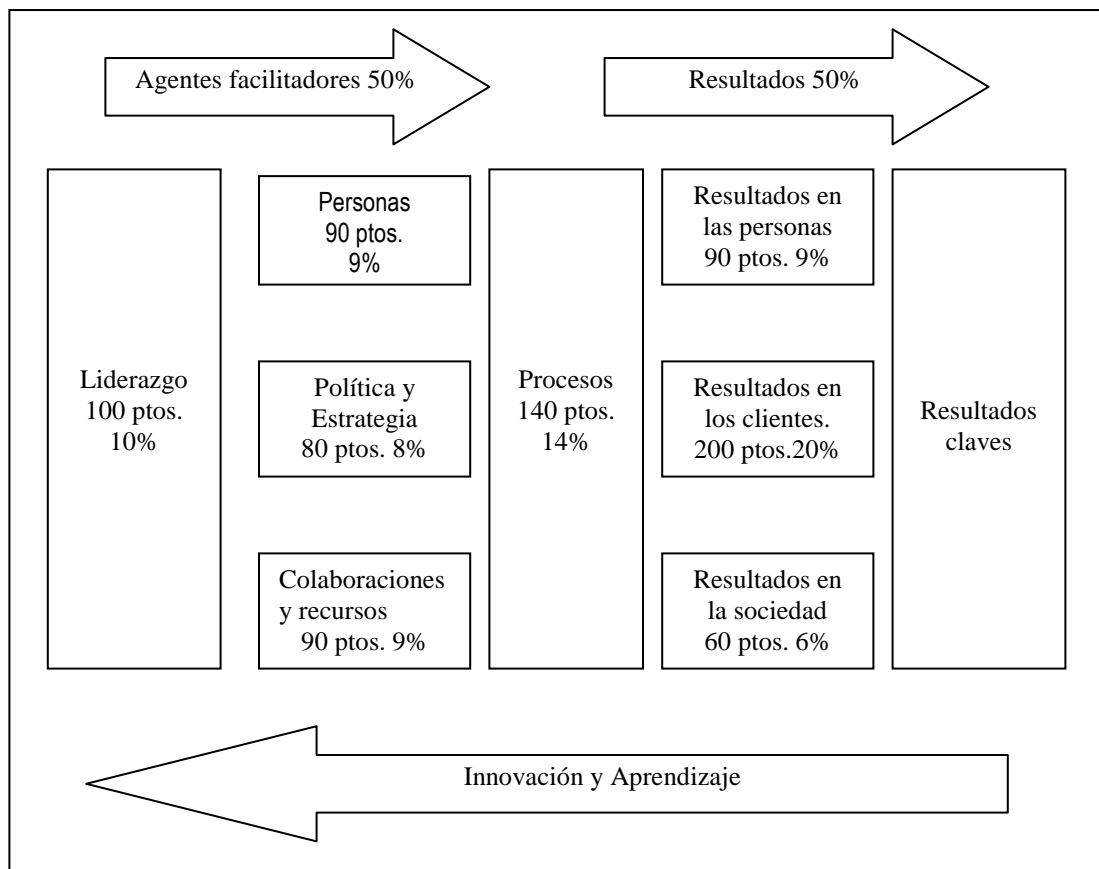 Agentes facilitadores 50%
Resultados 50%
Liderazgo
100 ptos.
10%
Personas
90 ptos.
9%
Política y
Estrategia
80 ptos. 8%
Colaboraciones
y recursos
90 ptos. 9%
Procesos
140 ptos.
14%
Resultados en
las personas
90 ptos. 9%
Resultados en
los clientes.
200 ptos.20%
Resultados en
la sociedad
60 ptos. 6%
Resultados
claves
Innovación y Aprendizaje